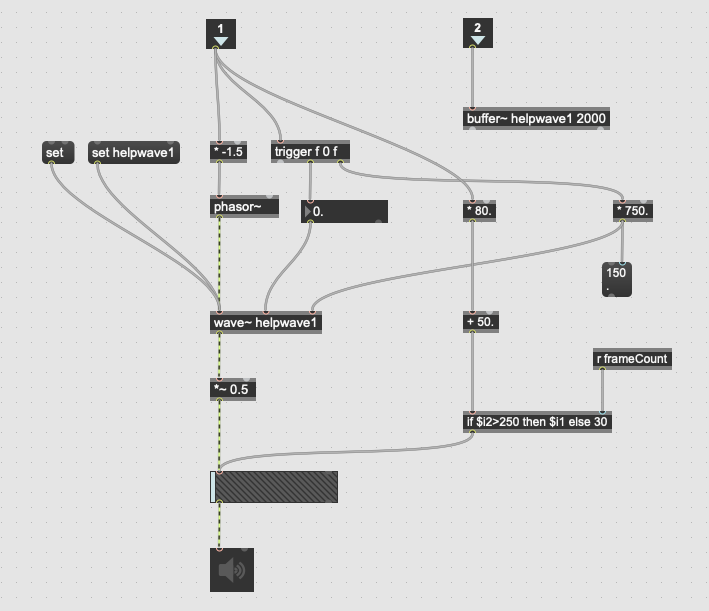 1
2
buffer~ helpwave1 2000
set
set helpwave1
* -1.5
trigger f 0 f
phasor~
0.
* 80.
* 750.
150
.
wave~ helpwave1
+ 50.
r frameCount
*~ 0.5
if $i2>250 then $i1 else 30